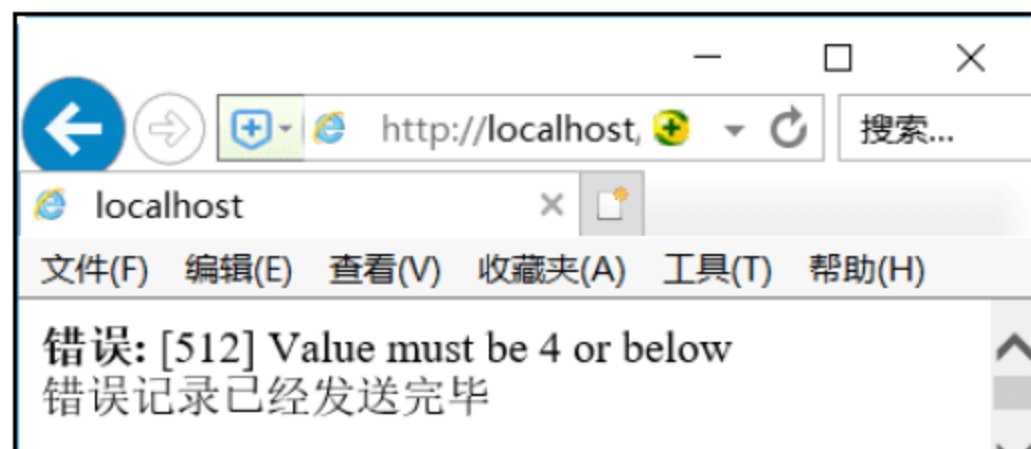 http://localhost/
搜索...
localhost
文件(F) 编辑(E) 查看(V) 收藏夹(A) 工具(T) 帮助(H)
错误: [512] Value must be 4 or below
错误记录已经发送完毕